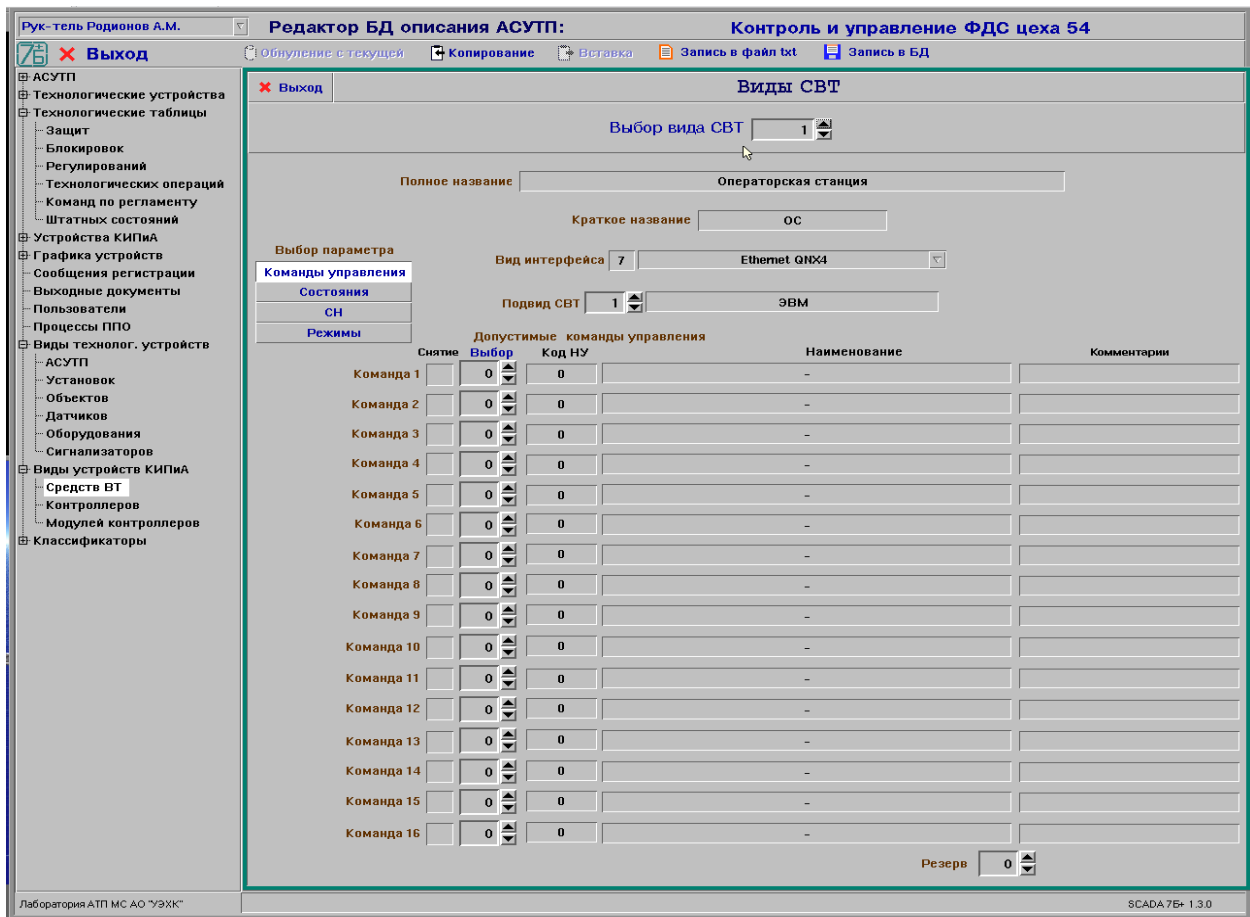 Рук-тель Родионов А.М. Редактор БД описания АСУТП: Контроль и управление ФДС цеха 54
7Б Выход Обнуление с текущей Копирование Вставка Запись в файл txt Запись в БД
АСУТП
Технологические устройства
Технологические таблицы
Защит
Блокировок
Регулирований
Технологических операций
Команд по регламенту
Штатных состояний
Устройства КИПиА
Графика устройств
Сообщения регистрации
Выходные документы
Пользователи
Процессы ППО
Виды технолог. устройств
АСУТП
Установок
Объектов
Датчиков
Оборудования
Сигнализаторов
Виды устройств КИПиА
Средств ВТ
Контроллеров
Модулей контроллеров
Классификаторы
Выход Виды СВТ
Выбор вида СВТ 1
Полное название Операторская станция
Краткое название ОС
Выбор параметра
Команды управления
Состояния
СН
Режимы
Вид интерфейса 7 Ethernet QNX4
Подвид СВТ 1 ЭВМ
Допустимые команды управления
Снятие Выбор Код НУ Наименование Комментарии
Команда 1 0 0 –
Команда 2 0 0 –
Команда 3 0 0 –
Команда 4 0 0 –
Команда 5 0 0 –
Команда 6 0 0 –
Команда 7 0 0 –
Команда 8 0 0 –
Команда 9 0 0 –
Команда 10 0 0 –
Команда 11 0 0 –
Команда 12 0 0 –
Команда 13 0 0 –
Команда 14 0 0 –
Команда 15 0 0 –
Команда 16 0 0 –
Резерв 0
Лаборатория АТП МС АО "УЭХК" SCADA 7Б+ 1.3.0